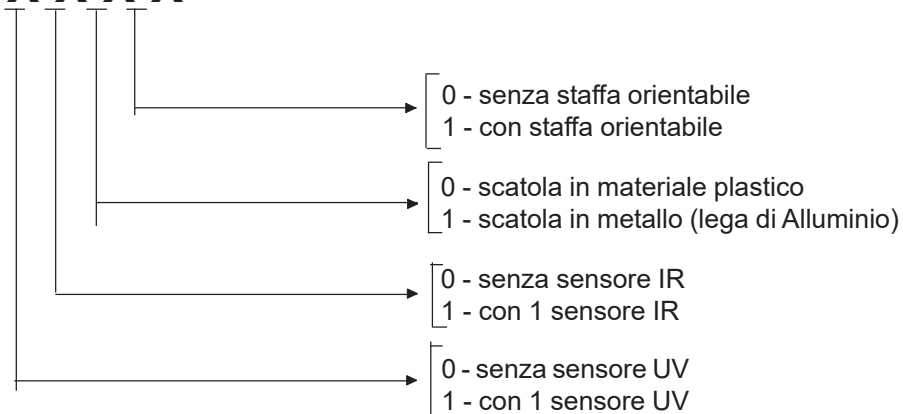 0 - senza staffa orientabile
1 - con staffa orientabile
0 - scatola in materiale plastico
1 - scatola in metallo (lega di Alluminio)
0 - senza sensore IR
1 - con 1 sensore IR
0 - senza sensore UV
1 - con 1 sensore UV